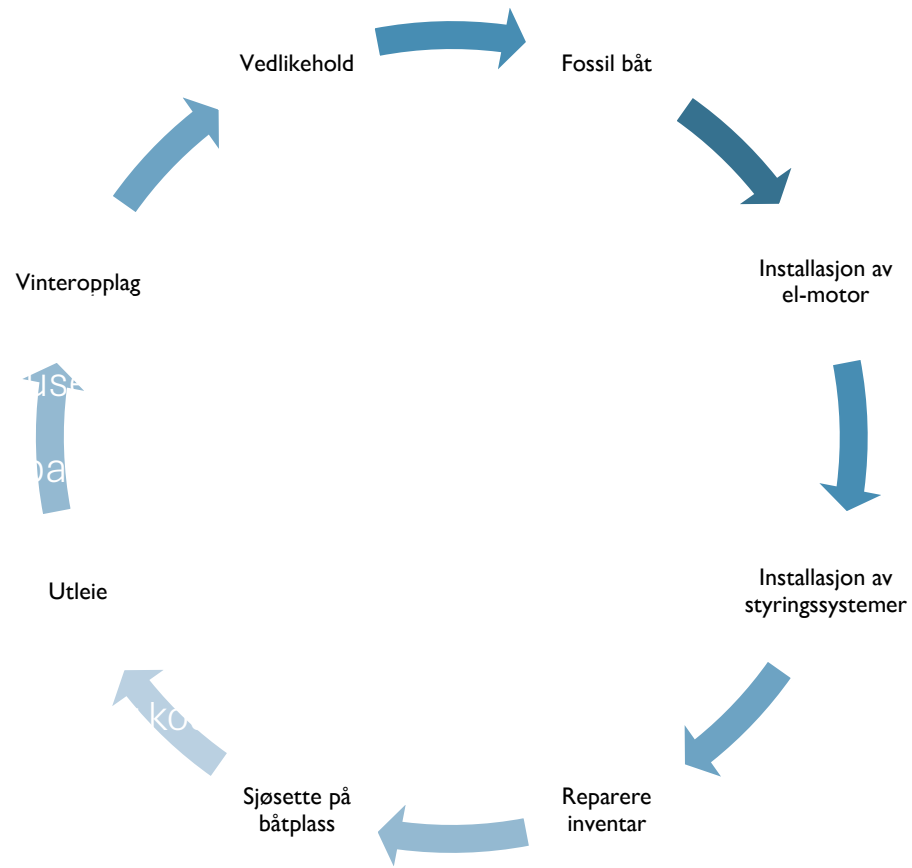 Vedlikehold
Fossil båt
Installasjon av
el-motor
Installasjon av
styringssystemer
Reparere
inventar
Sjøsette på
båtplass
Utleie
Vinteropplag